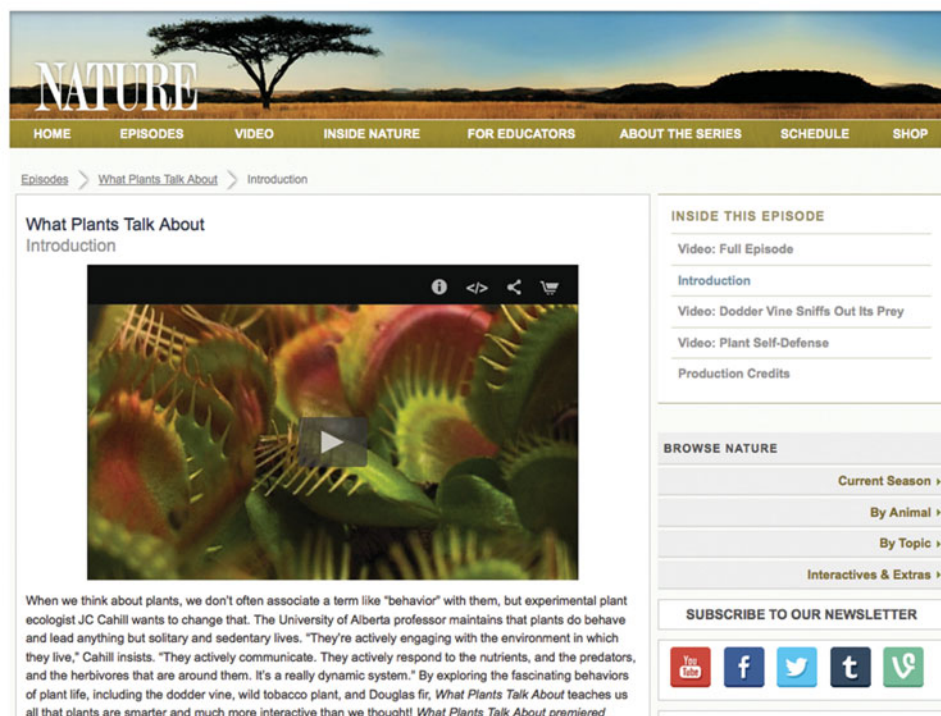 NATURE
HOME EPISODES VIDEO INSIDE NATURE FOR EDUCATORS ABOUT THE SERIES SCHEDULE SHOP
Episodes What Plants Talk About Introduction
What Plants Talk About
Introduction
</>
When we think about plants, we don't often associate a term like "behavior" with them, but experimental plant
ecologist JC Cahill wants to change that. The University of Alberta professor maintains that plants do behave
and lead anything but solitary and sedentary lives. "They're actively engaging with the environment in which
they live," Cahill insists. "They actively communicate. They actively respond to the nutrients, and the predators,
and the herbivores that are around them. It's a really dynamic system." By exploring the fascinating behaviors
of plant life, including the dodder vine, wild tobacco plant, and Douglas fir, What Plants Talk About teaches us
all that plants are smarter and much more interactive than we thought! What Plants Talk About premiered
INSIDE THIS EPISODE
Video: Full Episode
Introduction
Video: Dodder Vine Sniffs Out Its Prey
Video: Plant Self-Defense
Production Credits
BROWSE NATURE
Current Season
By Animal
By Topic
Interactives & Extras
SUBSCRIBE TO OUR NEWSLETTER
You
Tube
f
t